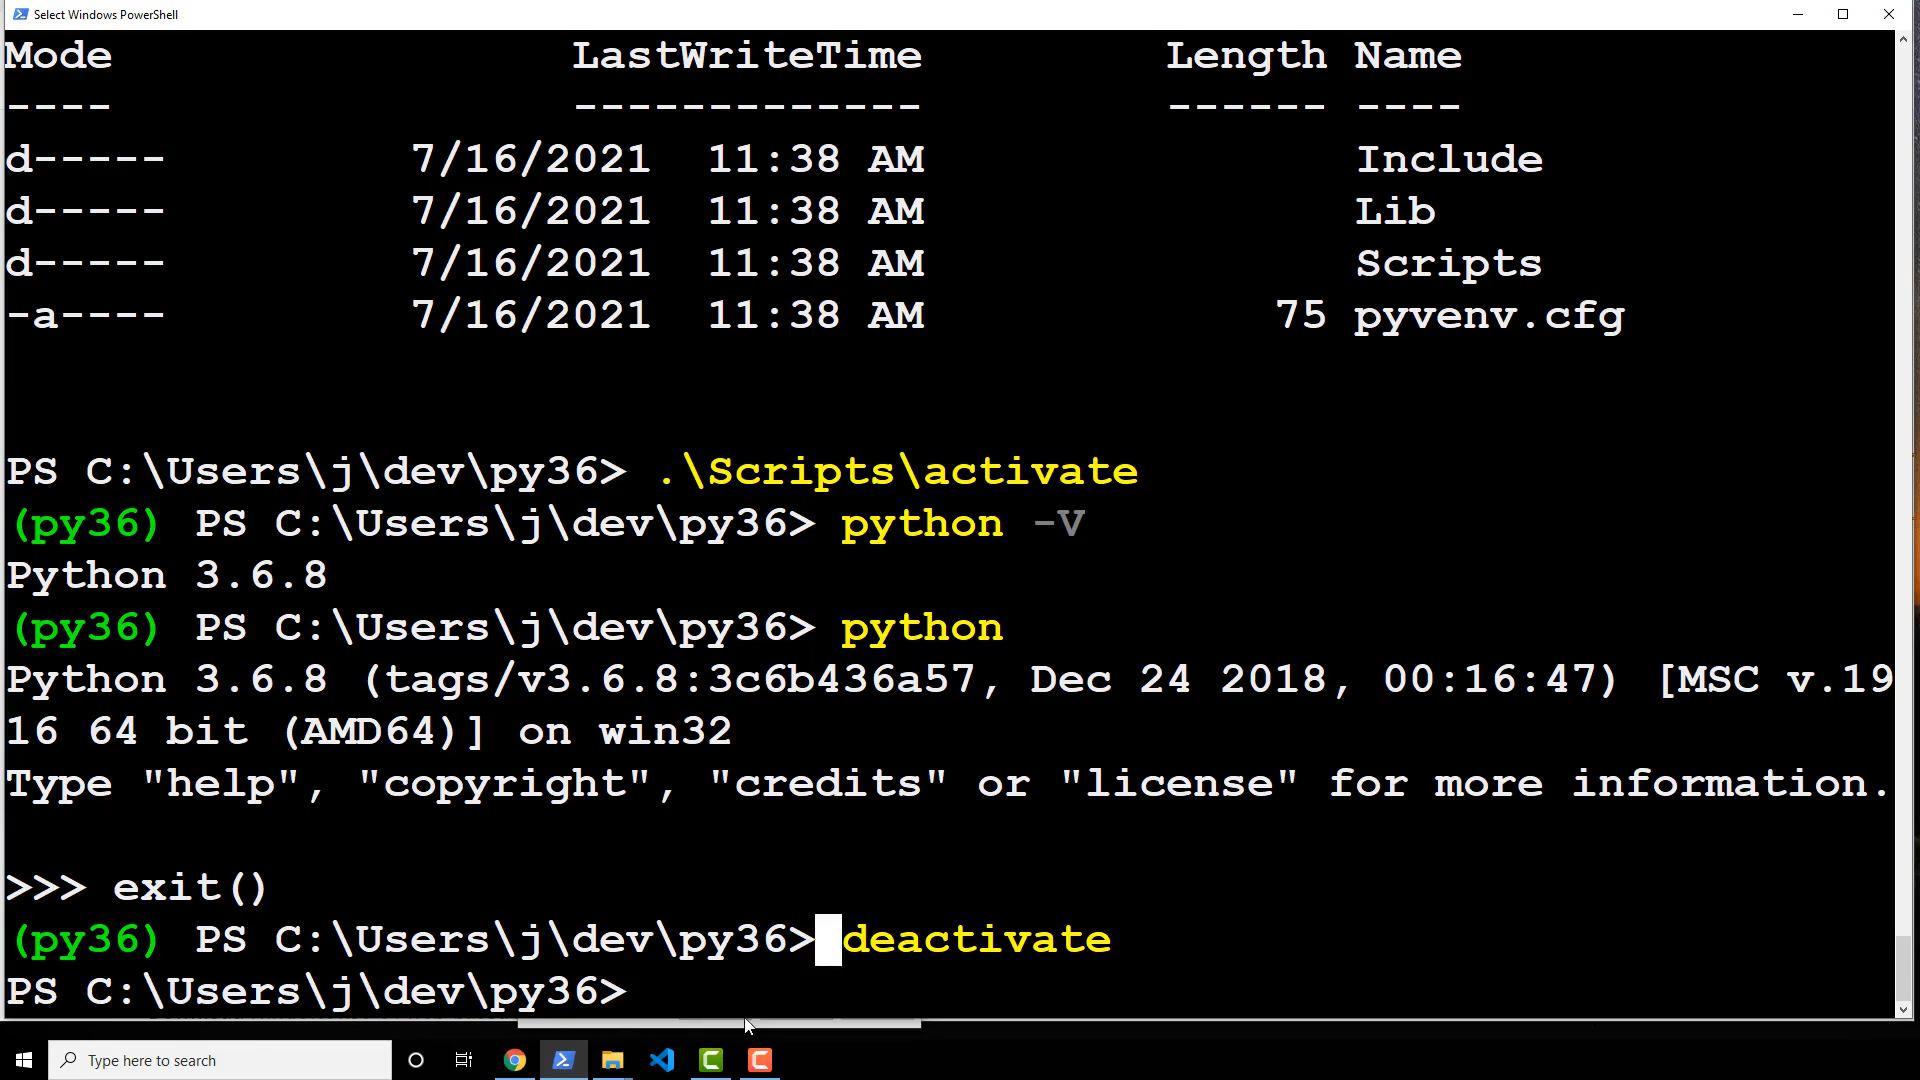 Select Windows PowerShell
Mode LastWriteTime Length Name
---- ------------- ------ ----
d----- 7/16/2021 11:38 AM Include
d----- 7/16/2021 11:38 AM Lib
d----- 7/16/2021 11:38 AM Scripts
-a---- 7/16/2021 11:38 AM 75 pyvenv.cfg
PS C:\Users\j\dev\py36> .\Scripts\activate
(py36) PS C:\Users\j\dev\py36> python -V
Python 3.6.8
(py36) PS C:\Users\j\dev\py36> python
Python 3.6.8 (tags/v3.6.8:3c6b436a57, Dec 24 2018, 00:16:47) [MSC v.19
16 64 bit (AMD64)] on win32
Type "help", "copyright", "credits" or "license" for more information.
>>> exit()
(py36) PS C:\Users\j\dev\py36> deactivate
PS C:\Users\j\dev\py36>
Type here to search